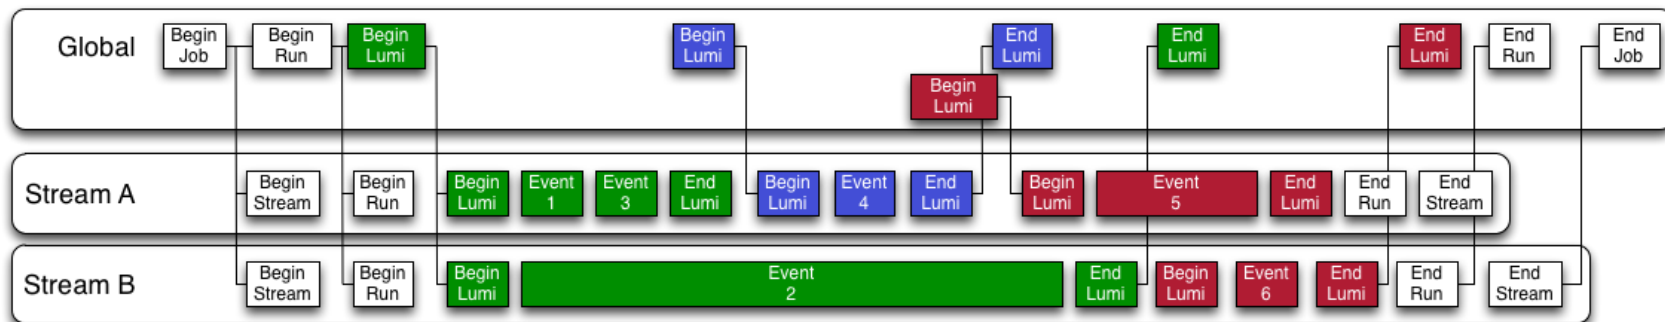 Global
Begin
Job
Begin
Run
Begin
Lumi
Begin
Lumi
End
Lumi
End
Lumi
End
Lumi
End
Run
End
Job
Begin
Lumi
Stream A
Begin
Stream
Begin
Run
Begin
Lumi
Event
1
Event
3
End
Lumi
Begin
Lumi
Event
4
End
Lumi
Begin
Lumi
Event
5
End
Lumi
End
Run
End
Stream
Stream B
Begin
Stream
Begin
Run
Begin
Lumi
Event
2
End
Lumi
Begin
Lumi
Event
6
End
Lumi
End
Run
End
Stream